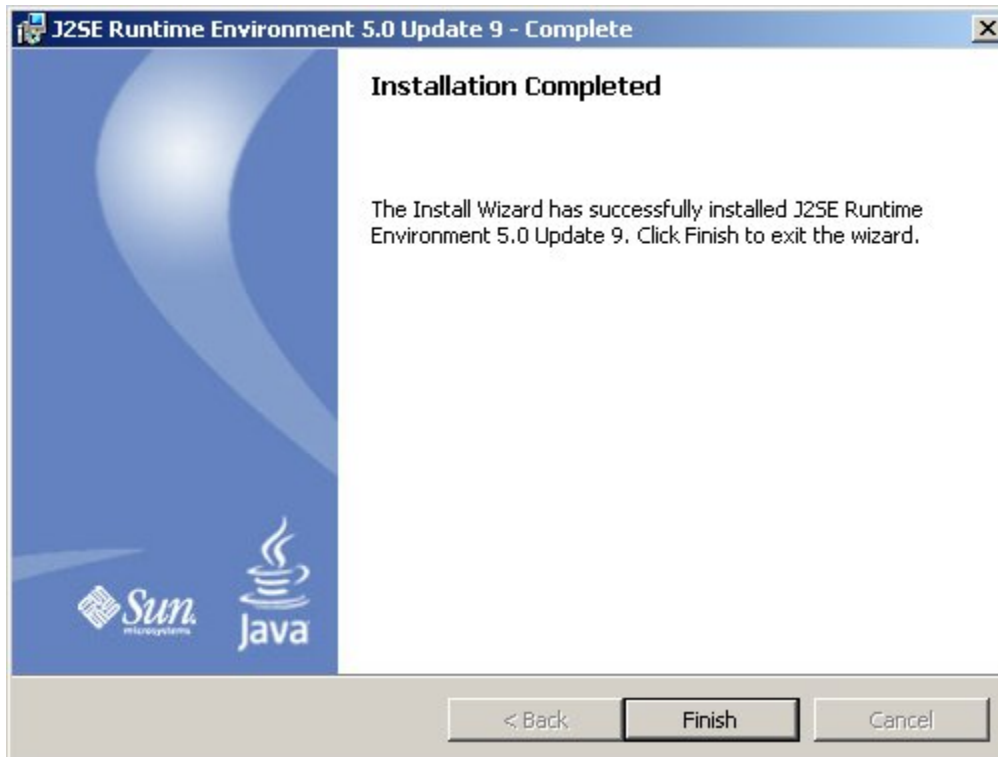 J2SE Runtime Environment 5.0 Update 9 - Complete
Installation Completed
The Install Wizard has successfully installed J2SE Runtime
Environment 5.0 Update 9. Click Finish to exit the wizard.
Sun
microsystems
Java
< Back
Finish
Cancel